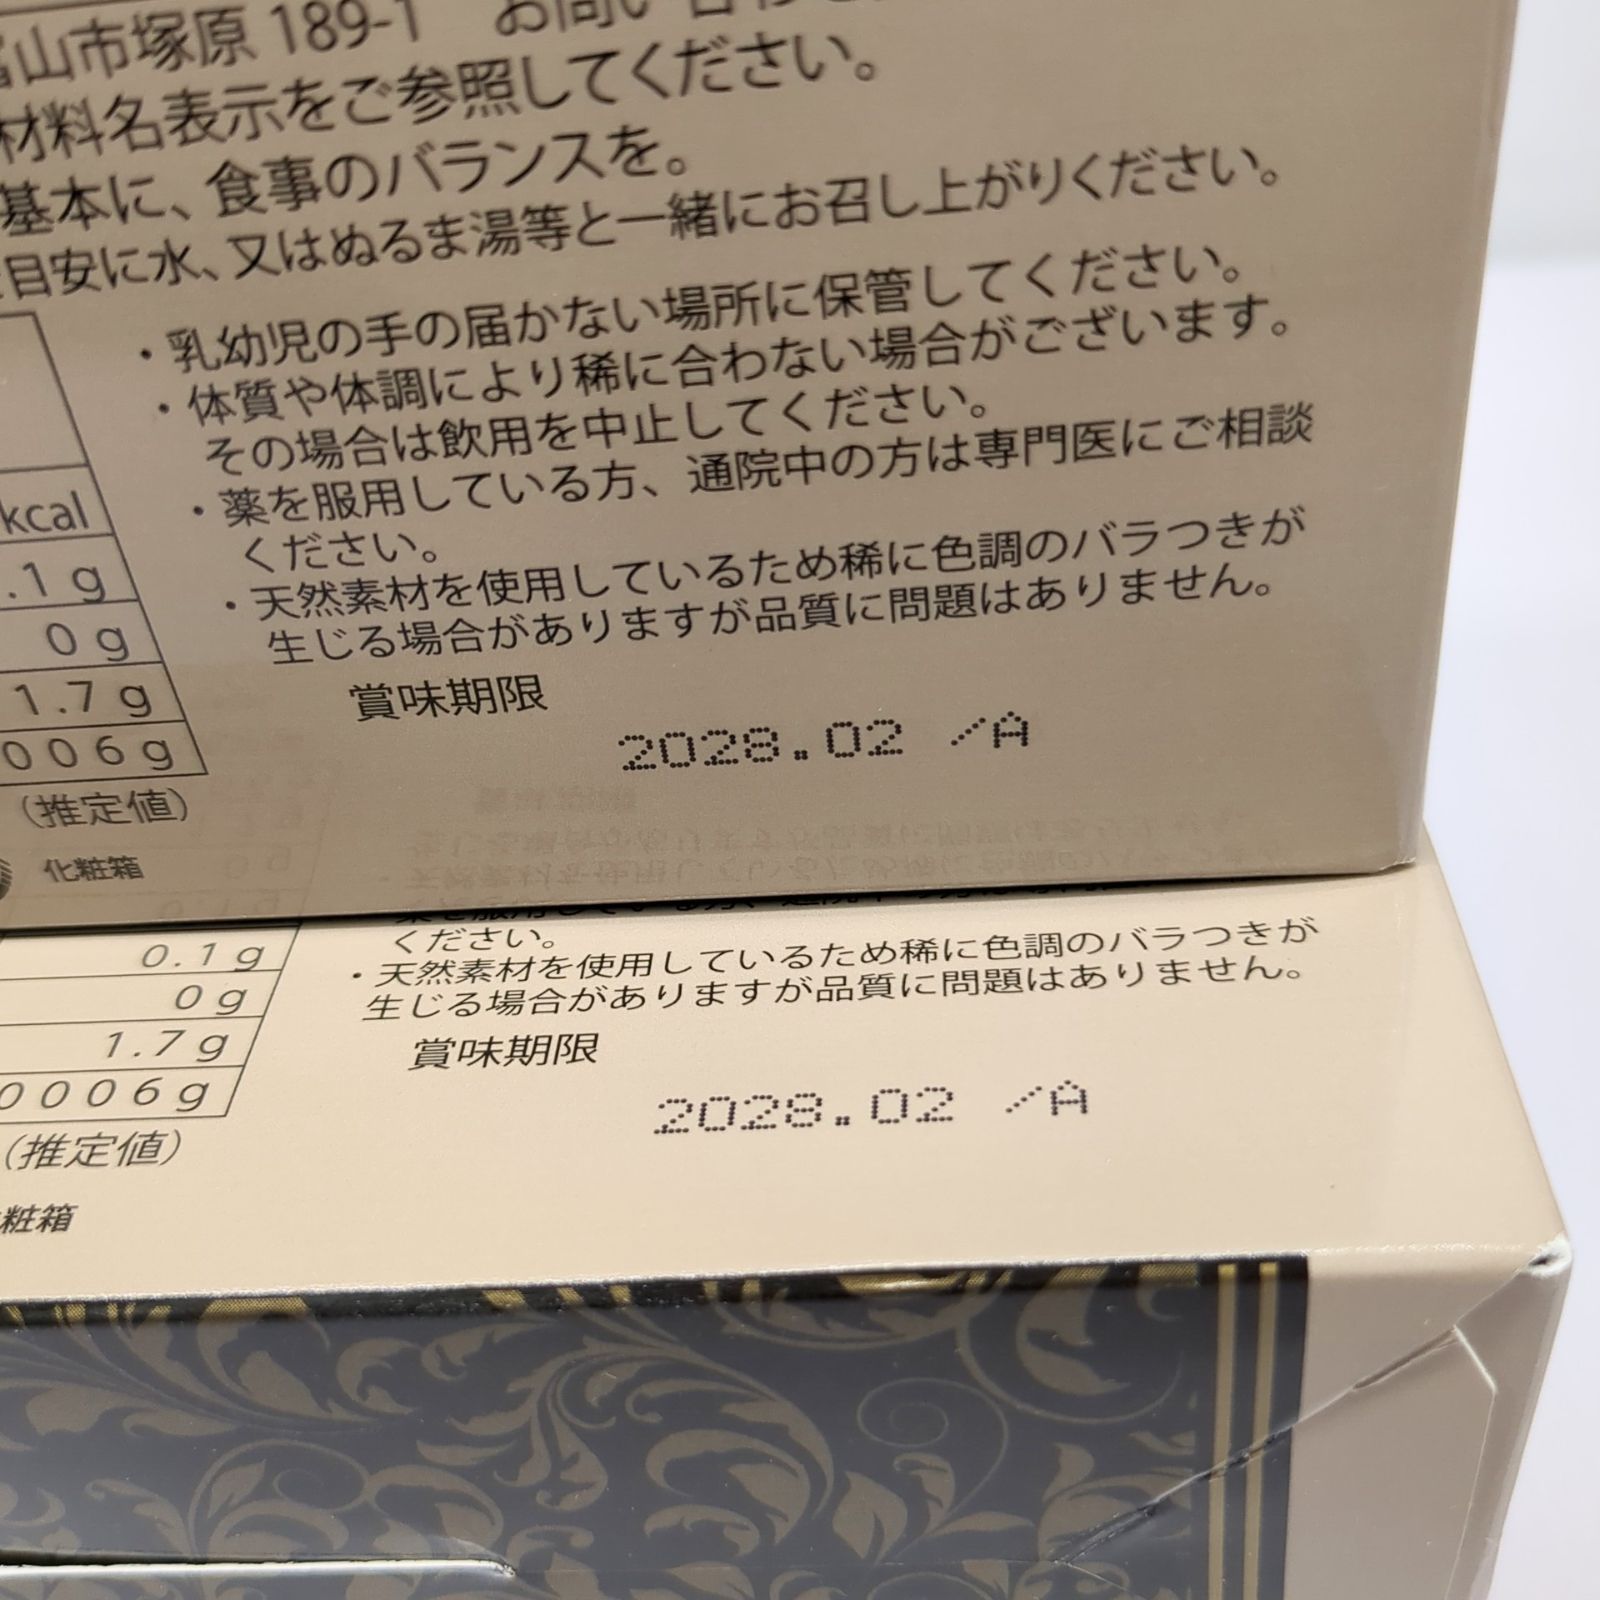 山市塚原 189-1 お問い合わせ
材料名表示をご参照してください。
基本に、食事のバランスを。
目安に水、又はぬるま湯等と一緒にお召し上がりください。
・乳幼児の手の届かない場所に保管してください。
・体質や体調により稀に合わない場合がございます。
その場合は飲用を中止してください。
・薬を服用している方、通院中の方は専門医にご相談
ください。
・天然素材を使用しているため稀に色調のバラつきが
生じる場合がありますが品質に問題はありません。
賞味期限
2028.02 /A
kcal
.1g
0g
1.7g
006g
(推定値)
化粧箱
ください。
・天然素材を使用しているため稀に色調のバラつきが
生じる場合がありますが品質に問題はありません。
賞味期限
2028.02 /A
0.1g
0g
1.7g
0006g
(推定値)
粧箱